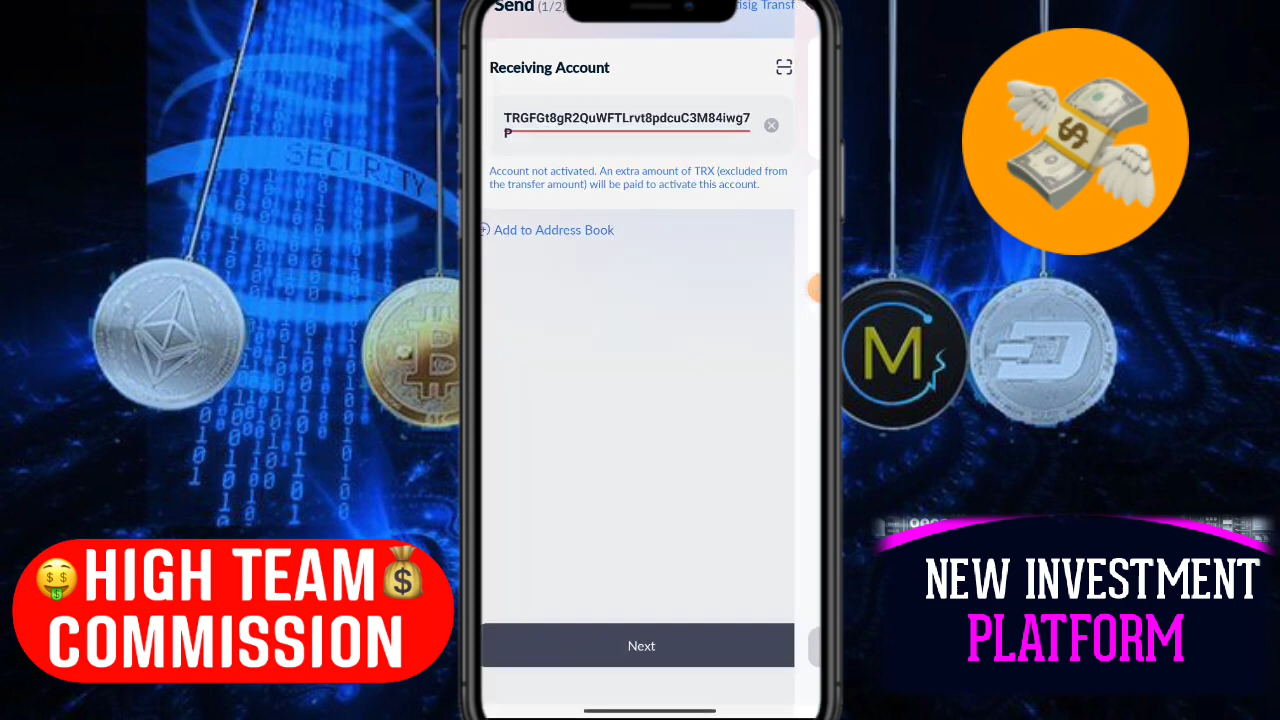 Send (1/2)
tisig Transf
Receiving Account
TRGFGt8gR2QuWFTLrvt8pdcuC3M84iwg7
P
Account not activated. An extra amount of TRX (excluded from
the transfer amount) will be paid to activate this account.
Add to Address Book
Next
SECURITY
🤑HIGH TEAM💰
COMMISSION
NEW INVESTMENT
PLATFORM